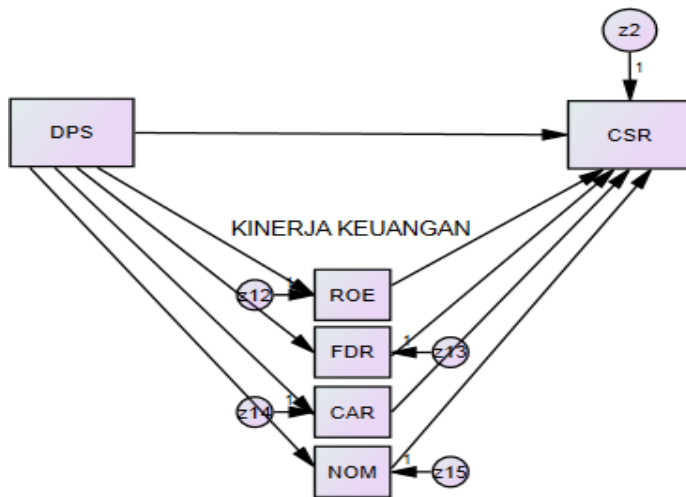 z2
1
DPS
CSR
KINERJA KEUANGAN
1
z12
ROE
1
FDR
z13
1
z14
CAR
1
NOM
z15